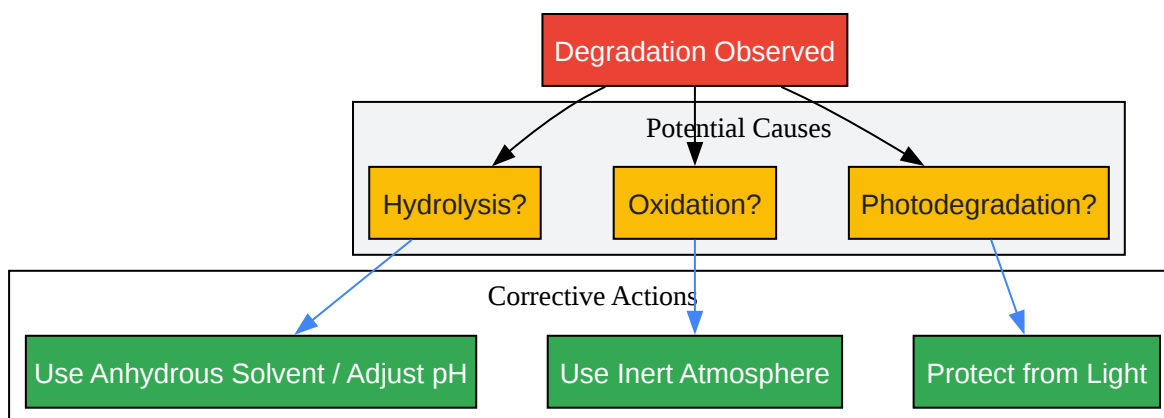 Degradation Observed
Potential Causes
Hydrolysis?
Oxidation?
Photodegradation?
Corrective Actions
Use Anhydrous Solvent / Adjust pH
Use Inert Atmosphere
Protect from Light